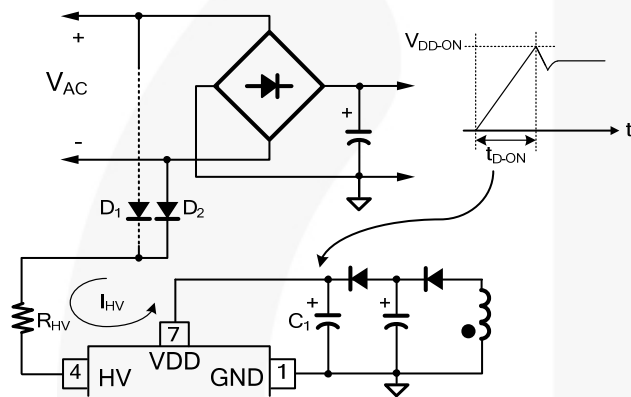 +
V_AC
-
+
V_DD-ON
t
t_D-ON
D_1
D_2
R_HV
I_HV
+
C_1
+
7
VDD
4
HV
GND
1